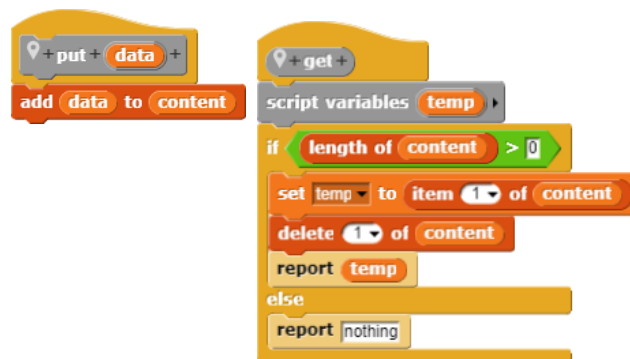 + put + data +
add data to content
+ get +
script variables temp
if length of content > 0
set temp to item 1 of content
delete 1 of content
report temp
else
report nothing